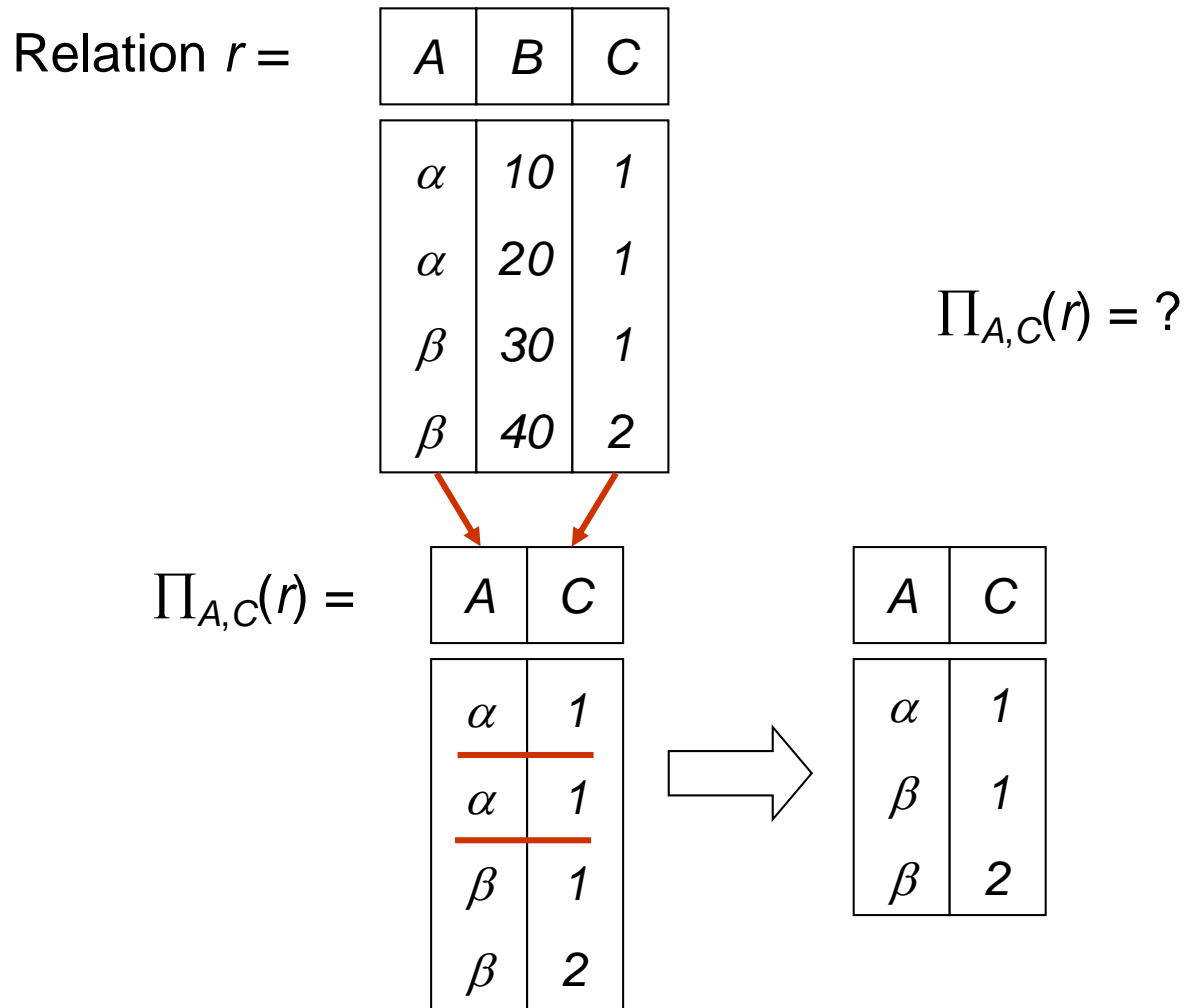 Relation r =
A B C
α 10 1
α 20 1
β 30 1
β 40 2
∏A,C(r) = ?
∏A,C(r) =
A C
α 1
α 1
β 1
β 2
A C
α 1
β 1
β 2